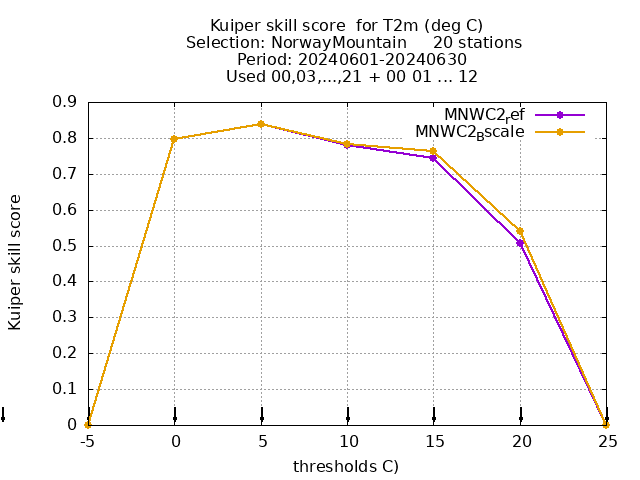 Kuiper skill score  for T2m (deg C)
Selection: NorwayMountain     20 stations
Period: 20240601-20240630
Used 00,03,...,21 + 00 01 ... 12
MNWC2ref
MNWC2Bscale
Kuiper skill score
0.9
0.8
0.7
0.6
0.5
0.4
0.3
0.2
0.1
0
-5 0 5 10 15 20 25
thresholds C)